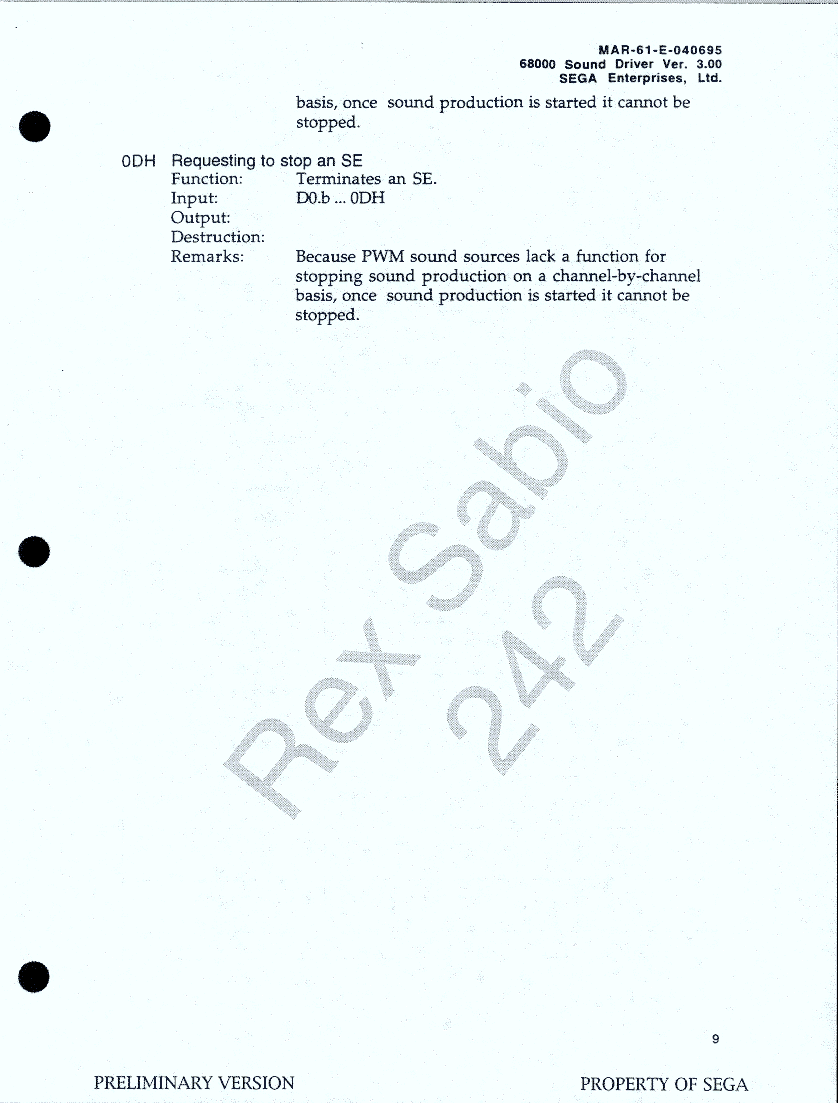 MAR-61-E-040695
68000 Sound Driver Ver. 3.00
SEGA Enterprises, Ltd.
basis, once sound production is started it cannot be
stopped.
0DH Requesting to stop an SE
Function: Terminates an SE.
Input: D0.b ... 0DH
Output:
Destruction:
Remarks: Because PWM sound sources lack a function for
stopping sound production on a channel-by-channel
basis, once sound production is started it cannot be
stopped.
Rex Sabio
242
9
PRELIMINARY VERSION PROPERTY OF SEGA